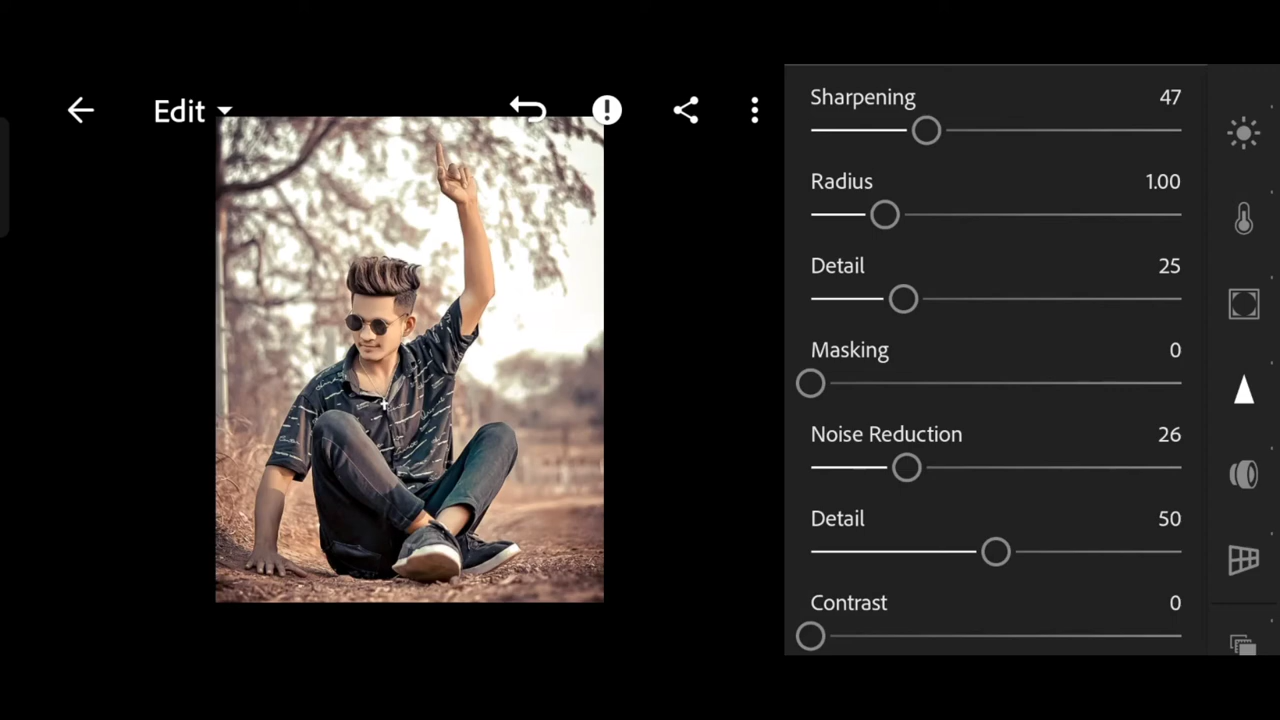 Edit
Sharpening 47
Radius 1.00
Detail 25
Masking 0
Noise Reduction 26
Detail 50
Contrast 0